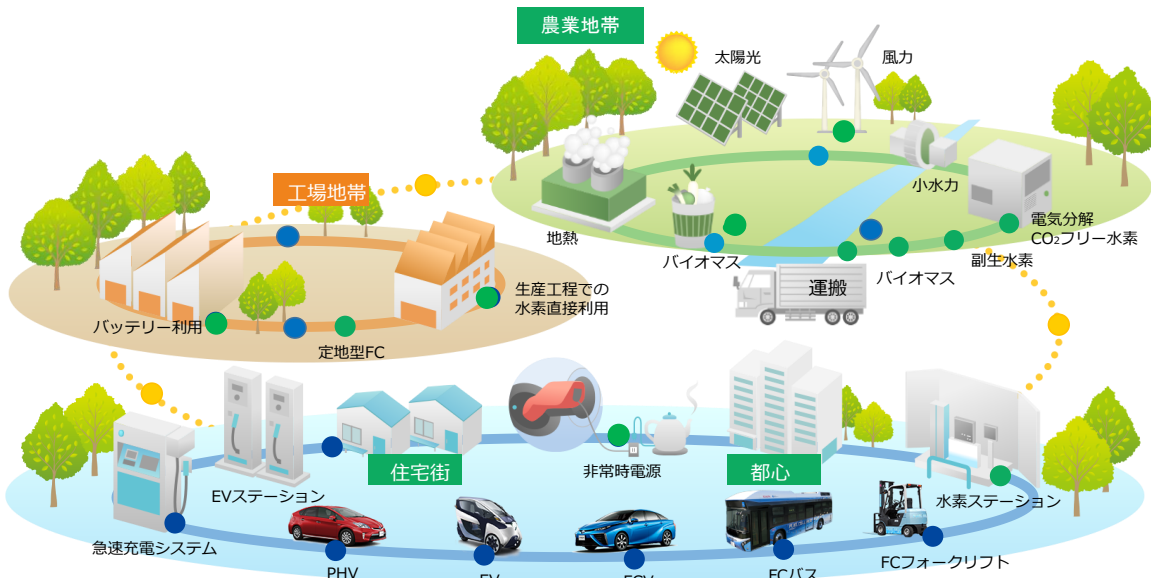 農業地帯
太陽光
風力
工場地帯
小水力
地熱
電気分解
CO₂フリー水素
バイオマス
バイオマス
副生水素
運搬
生産工程での
水素直接利用
バッテリー利用
定地型FC
住宅街
非常時電源
都心
EVステーション
水素ステーション
急速充電システム
FCフォークリフト
PHV
EV
FCV
FCバス